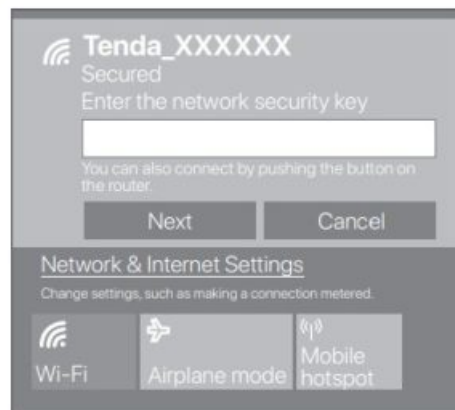 Tenda_XXXXXX
Secured
Enter the network security key
You can also connect by pushing the button on
the router.
Next
Cancel
Network & Internet Settings
Change settings, such as making a connection metered.
Wi-Fi
Airplane mode
Mobile
hotspot